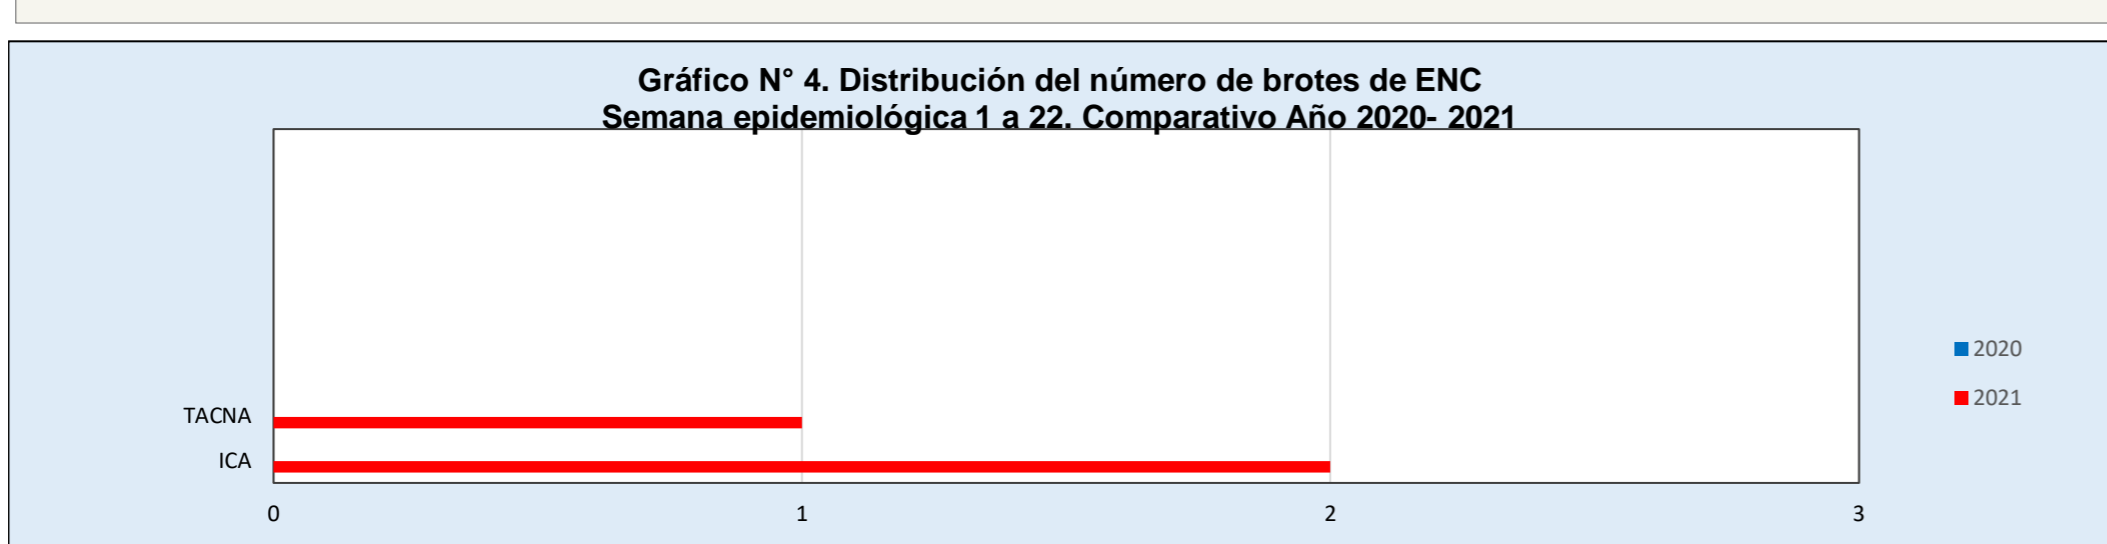 Gráfico N° 4. Distribución del número de brotes de ENC
Semana epidemiológica 1 a 22. Comparativo Año 2020- 2021
2020
2021
TACNA
ICA
0 1 2 3